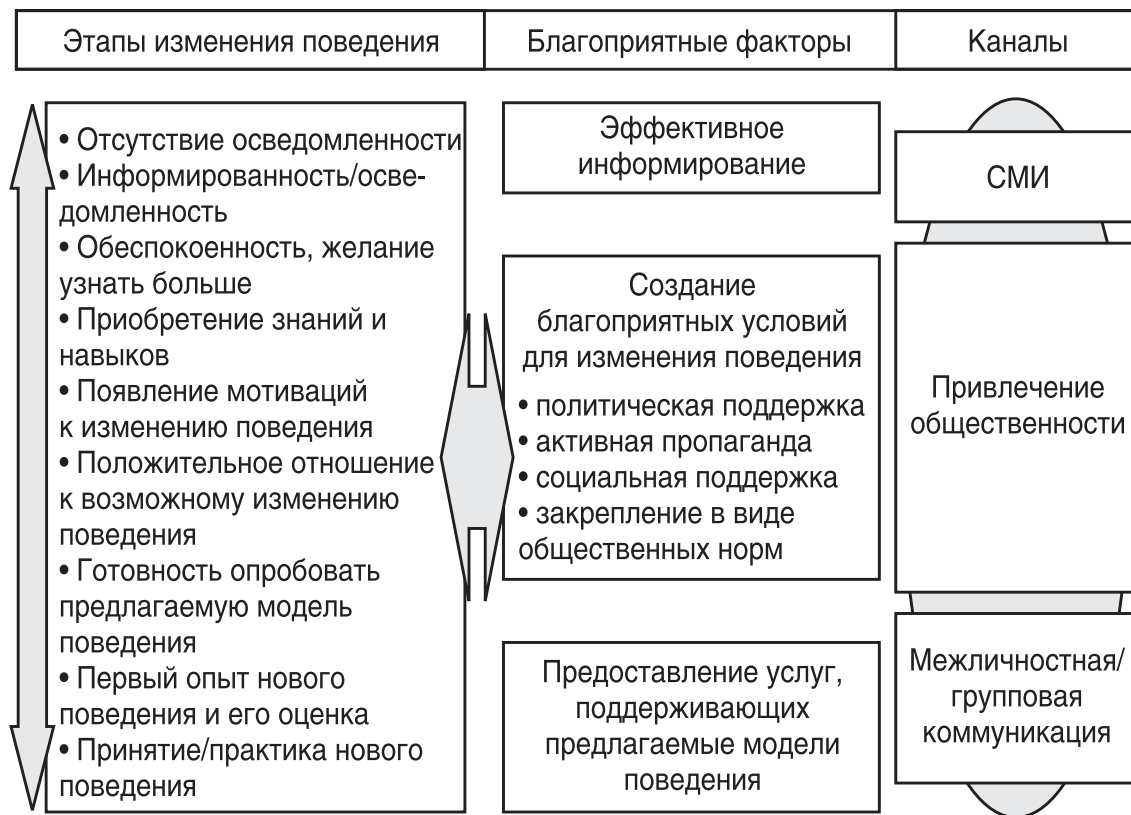 Этапы изменения поведения
Благоприятные факторы
Каналы
• Отсутствие осведомленности
• Информированность/осве-
домленность
• Обеспокоенность, желание
узнать больше
• Приобретение знаний и
навыков
• Появление мотиваций
к изменению поведения
• Положительное отношение
к возможному изменению
поведения
• Готовность опробовать
предлагаемую модель
поведения
• Первый опыт нового
поведения и его оценка
• Принятие/практика нового
поведения
Эффективное
информирование
Создание
благоприятных условий
для изменения поведения
• политическая поддержка
• активная пропаганда
• социальная поддержка
• закрепление в виде
общественных норм
Предоставление услуг,
поддерживающих
предлагаемые модели
поведения
СМИ
Привлечение
общественности
Межличностная/
групповая
коммуникация